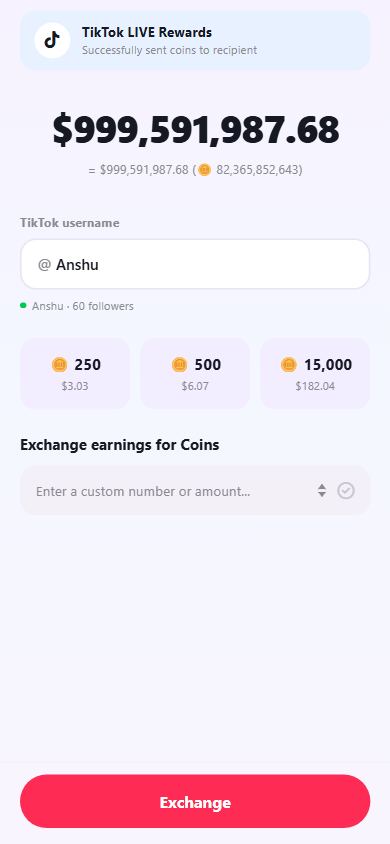 TikTok LIVE Rewards
Successfully sent coins to recipient
$999,591,987.68
= $999,591,987.68 ( 82,365,852,643)
TikTok username
@ Anshu
Anshu · 60 followers
250 500 15,000
$3.03 $6.07 $182.04
Exchange earnings for Coins
Enter a custom number or amount...
Exchange